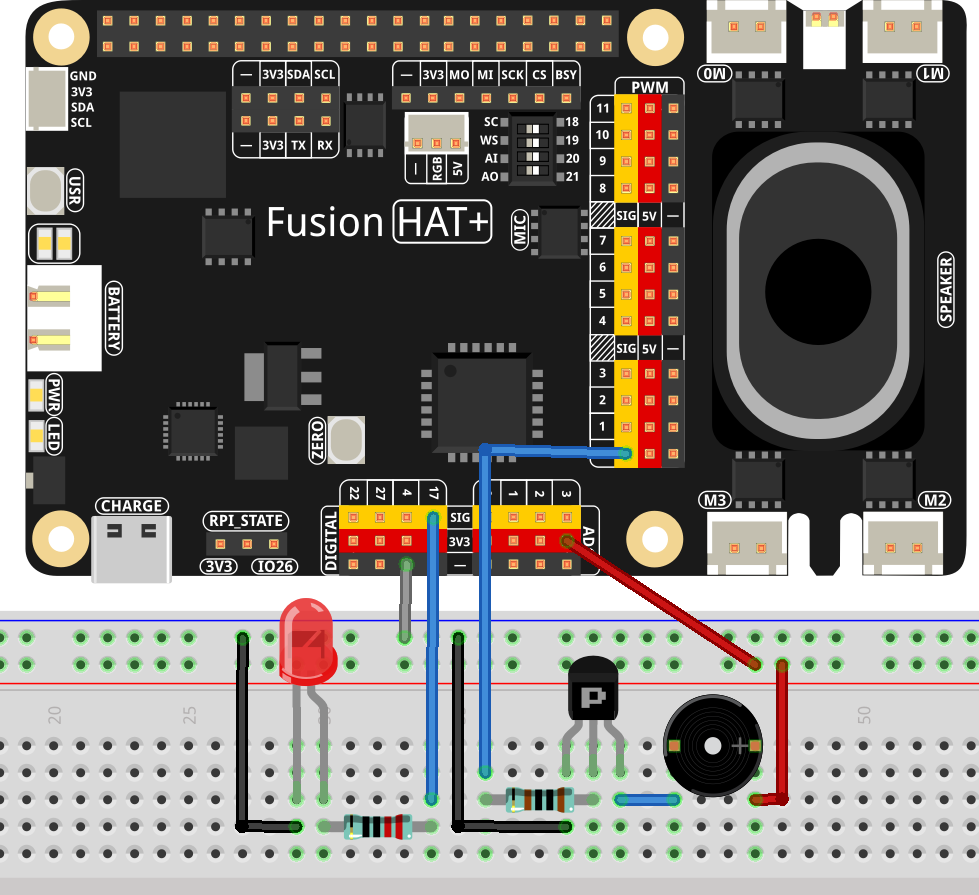 GND
3V3
SDA
SCL
— 3V3 SDA SCL
— 3V3 TX RX
— 3V3 MO MI SCK CS BSY
— RGB 5V
SC 18
WS 19
AI 20
AO 21
PWM
11
10
9
8
SIG 5V —
7
6
5
4
SIG 5V —
3
2
1
M0
M1
USR
Fusion HAT+
MIC
BATTERY
SPEAKER
PWR
LED
ZERO
M3
M2
CHARGE
RPI_STATE
3V3 IO26
DIGITAL
22 27 4 17
1 2 3
SIG
3V3
—
AD
P
20
25
50